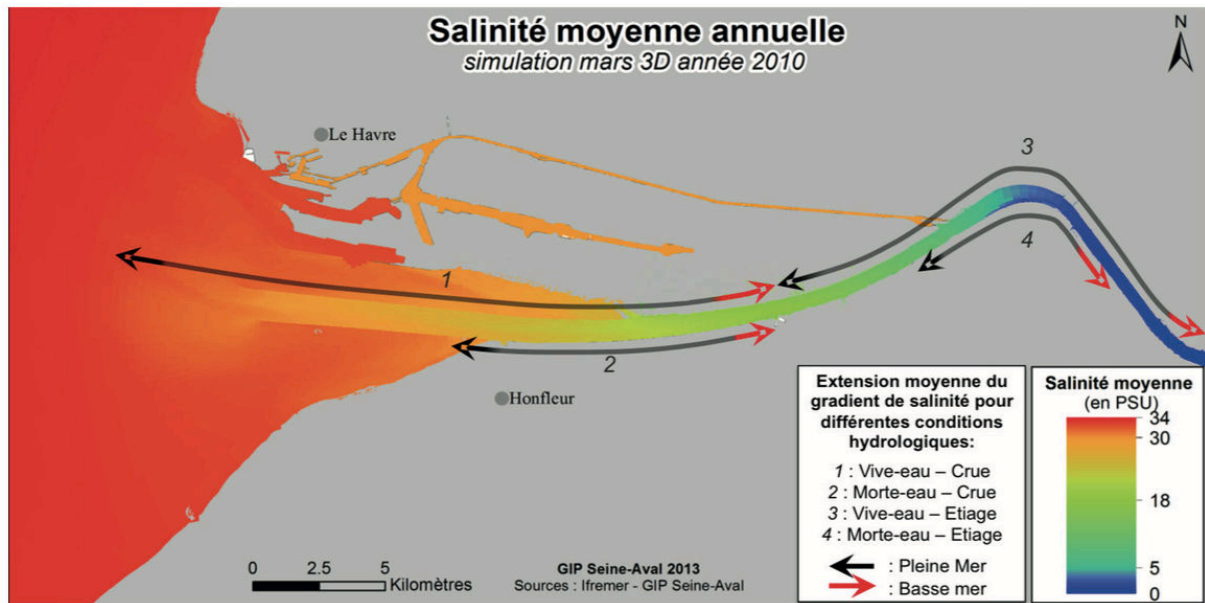 Salinité moyenne annuelle
simulation mars 3D année 2010
N
Le Havre
3
4
1
2
Honfleur
Extension moyenne du
gradient de salinité pour
différentes conditions
hydrologiques:
1 : Vive-eau – Crue
2 : Morte-eau – Crue
3 : Vive-eau – Etiage
4 : Morte-eau – Etiage
: Pleine Mer
: Basse mer
Salinité moyenne
(en PSU)
34
30
18
5
0
0 2.5 5
Kilomètres
GIP Seine-Aval 2013
Sources : Ifremer - GIP Seine-Aval